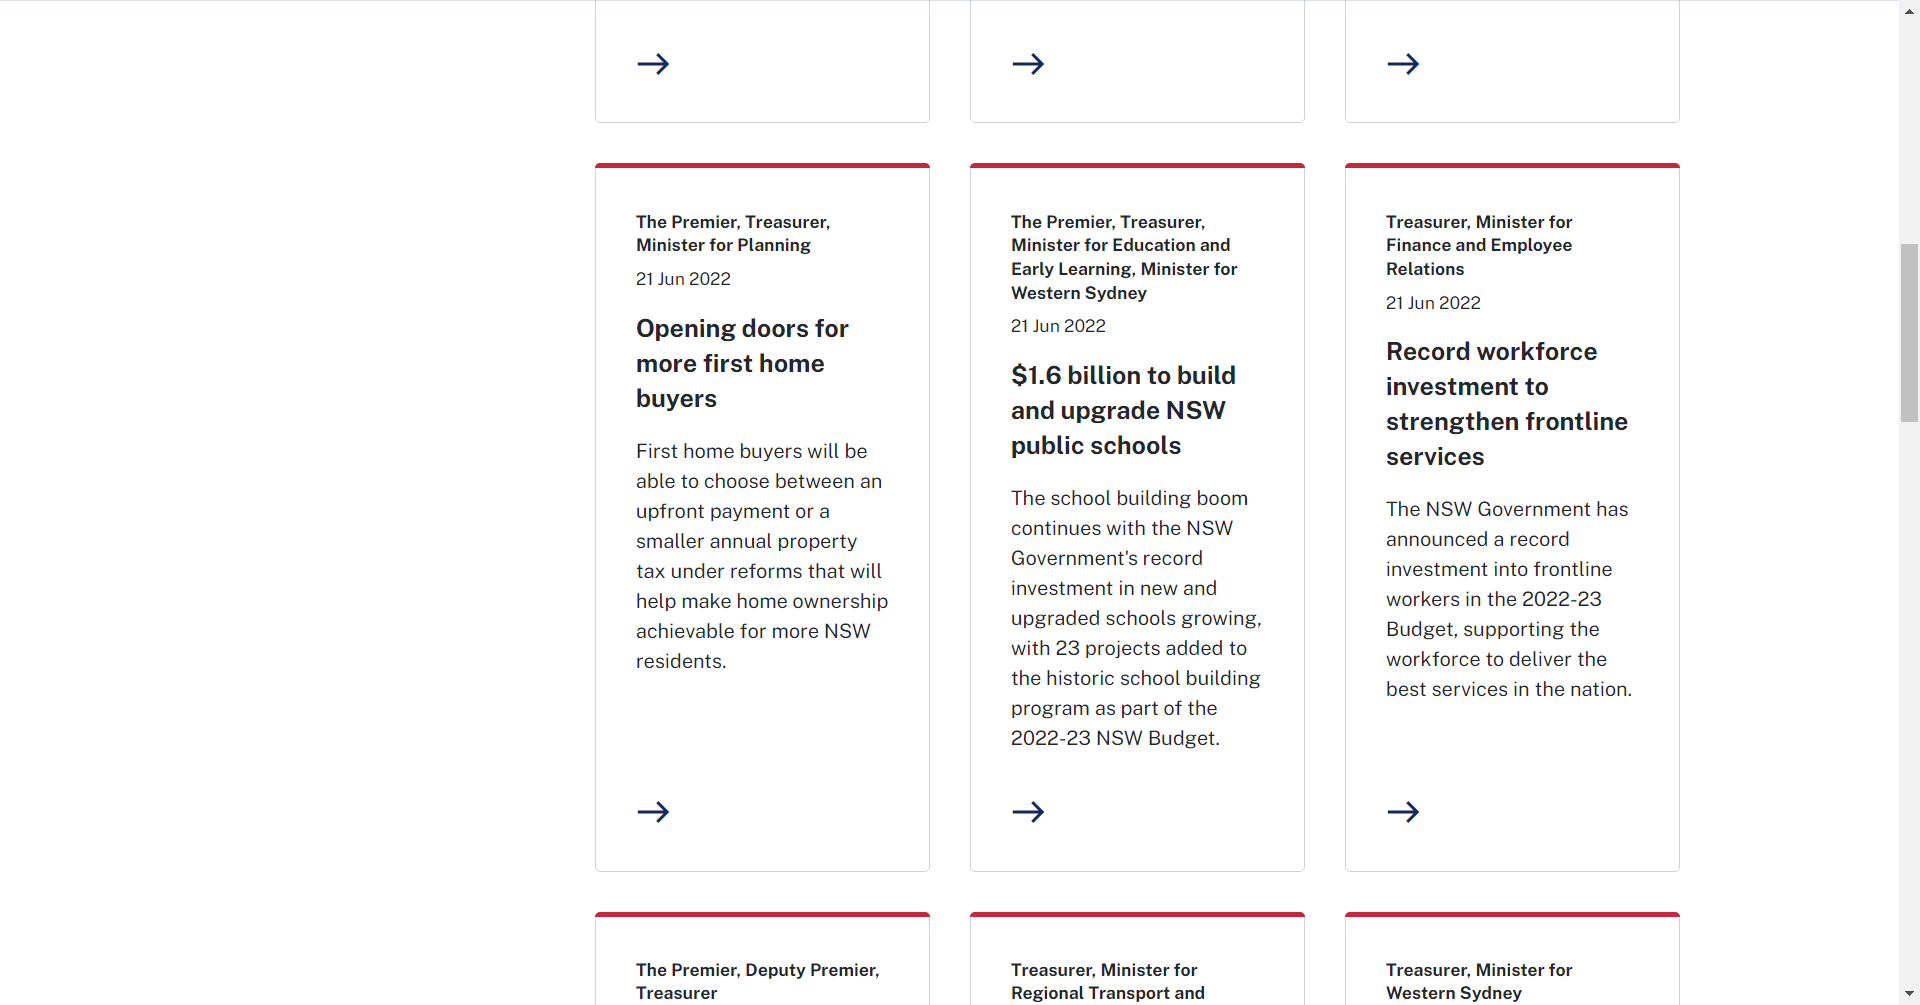 The Premier, Treasurer,
Minister for Planning
21 Jun 2022
Opening doors for
more first home
buyers
First home buyers will be
able to choose between an
upfront payment or a
smaller annual property
tax under reforms that will
help make home ownership
achievable for more NSW
residents.
The Premier, Treasurer,
Minister for Education and
Early Learning, Minister for
Western Sydney
21 Jun 2022
$1.6 billion to build
and upgrade NSW
public schools
The school building boom
continues with the NSW
Government's record
investment in new and
upgraded schools growing,
with 23 projects added to
the historic school building
program as part of the
2022-23 NSW Budget.
Treasurer, Minister for
Finance and Employee
Relations
21 Jun 2022
Record workforce
investment to
strengthen frontline
services
The NSW Government has
announced a record
investment into frontline
workers in the 2022-23
Budget, supporting the
workforce to deliver the
best services in the nation.
The Premier, Deputy Premier,
Treasurer
Treasurer, Minister for
Regional Transport and
Treasurer, Minister for
Western Sydney